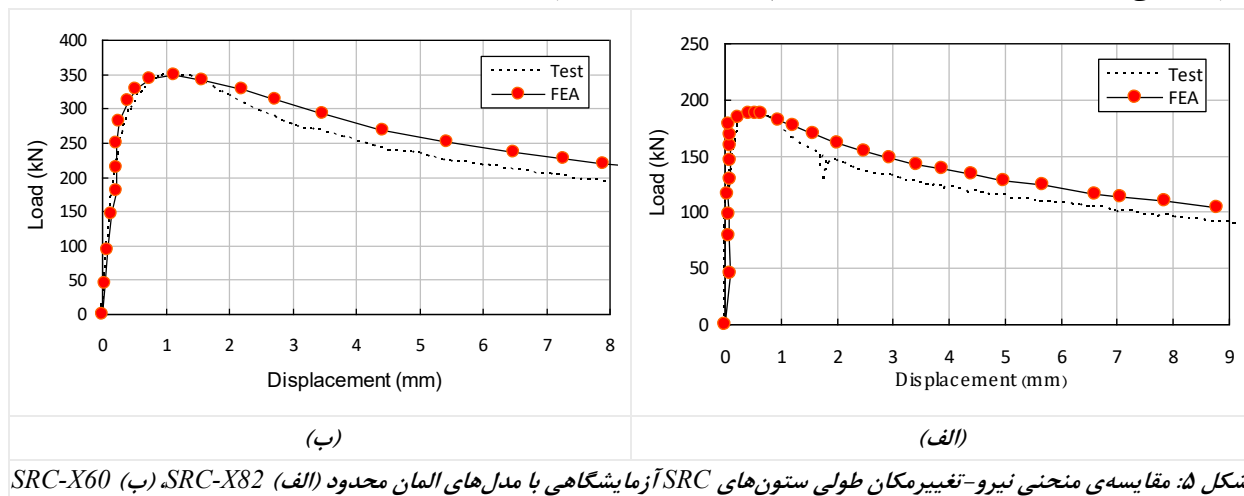 400
350
300
250
200
150
100
50
0
Load (kN)
0 1 2 3 4 5 6 7 8
Displacement (mm)
Test
FEA
(ب)
250
200
150
100
50
0
Load (kN)
0 1 2 3 4 5 6 7 8 9
Displacement (mm)
Test
FEA
(الف)
شکل ۵: مقایسه‌ی منحنی نیرو-تغییرمکان طولی ستون‌های SRC آزمایشگاهی با مدل‌های المان محدود (الف) SRC-X82، (ب) SRC-X60